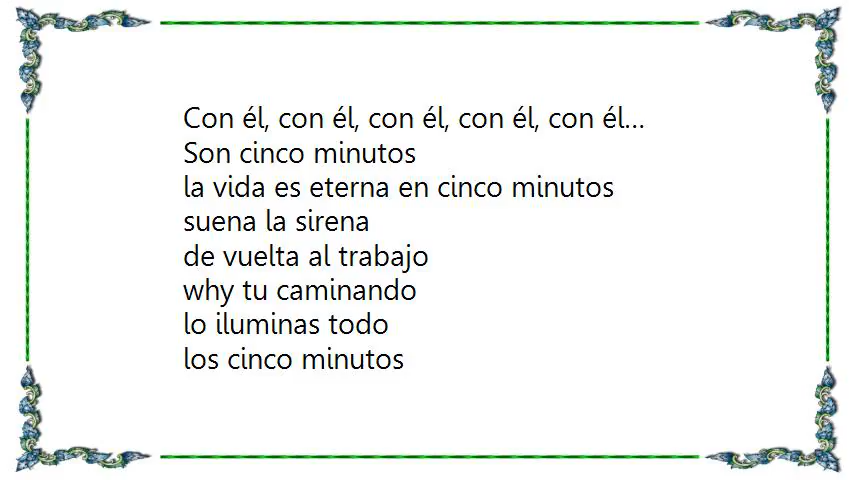 Con él, con él, con él, con él, con él...
Son cinco minutos
la vida es eterna en cinco minutos
suena la sirena
de vuelta al trabajo
why tu caminando
lo iluminas todo
los cinco minutos